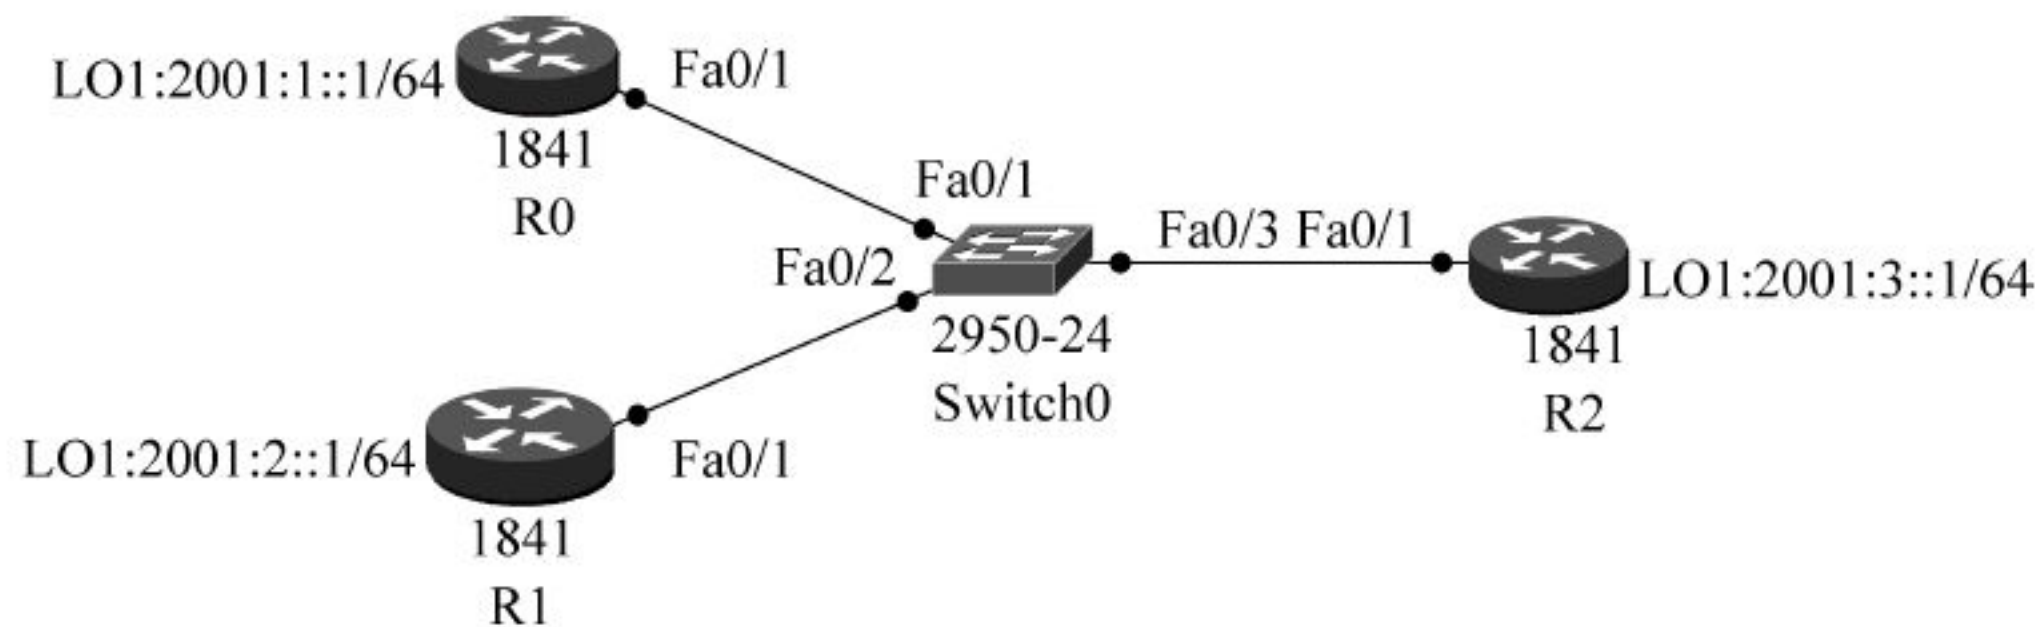 LO1:2001:1::1/64
Fa0/1
1841
R0
Fa0/1
Fa0/2
Fa0/3 Fa0/1
2950-24
Switch0
LO1:2001:3::1/64
1841
R2
LO1:2001:2::1/64
Fa0/1
1841
R1